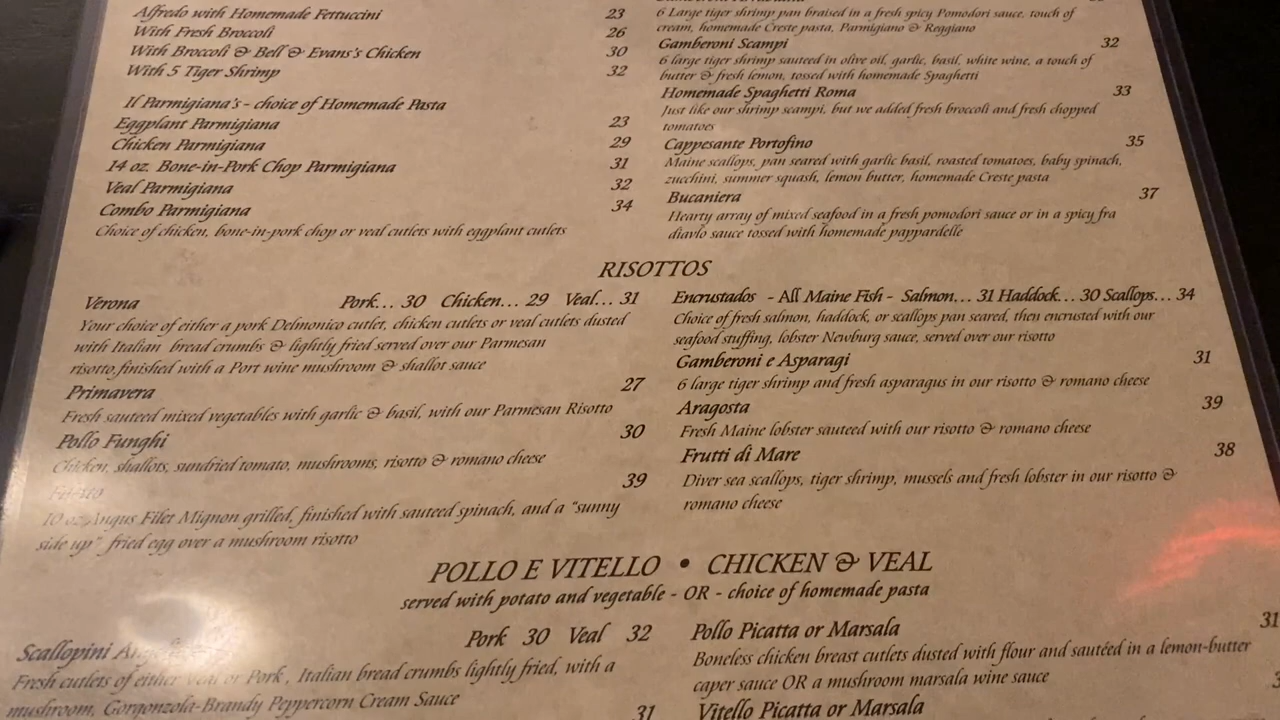 Alfredo with Homemade Fettuccini 23
With Fresh Broccoli 26
With Broccoli & Bell & Evans's Chicken 30
With 5 Tiger Shrimp 32
Il Parmigiana's - choice of Homemade Pasta
Eggplant Parmigiana 23
Chicken Parmigiana 29
14 oz. Bone-in-Pork Chop Parmigiana 31
Veal Parmigiana 32
Combo Parmigiana 34
Choice of chicken, bone-in-pork chop or veal cutlets with eggplant cutlets
6 Large tiger shrimp pan braised in a fresh spicy Pomodori sauce, touch of
cream, homemade Creste pasta, Parmigiano & Reggiano
Gamberoni Scampi 32
6 large tiger shrimp sauteed in olive oil, garlic, basil, white wine, a touch of
butter & fresh lemon, tossed with homemade Spaghetti
Homemade Spaghetti Roma 33
Just like our shrimp scampi, but we added fresh broccoli and fresh chopped
tomatoes
Cappesante Portofino 35
Maine scallops, pan seared with garlic basil, roasted tomatoes, baby spinach,
zucchini, summer squash, lemon butter, homemade Creste pasta
Bucaniera 37
Hearty array of mixed seafood in a fresh pomodori sauce or in a spicy fra
diavlo sauce tossed with homemade pappardelle
RISOTTOS
Verona Pork... 30 Chicken... 29 Veal... 31
Your choice of either a pork Delmonico cutlet, chicken cutlets or veal cutlets dusted
with Italian bread crumbs & lightly fried served over our Parmesan
risotto,finished with a Port wine mushroom & shallot sauce
Primavera 27
Fresh sauteed mixed vegetables with garlic & basil, with our Parmesan Risotto
Pollo Funghi 30
Chicken, shallots, sundried tomato, mushrooms, risotto & romano cheese
39
10 oz Angus Filet Mignon grilled, finished with sauteed spinach, and a "sunny
side up" fried egg over a mushroom risotto
Encrustados - All Maine Fish - Salmon... 31 Haddock... 30 Scallops... 34
Choice of fresh salmon, haddock, or scallops pan seared, then encrusted with our
seafood stuffing, lobster Newburg sauce, served over our risotto
Gamberoni e Asparagi 31
6 large tiger shrimp and fresh asparagus in our risotto & romano cheese
Aragosta 39
Fresh Maine lobster sauteed with our risotto & romano cheese
Frutti di Mare 38
Diver sea scallops, tiger shrimp, mussels and fresh lobster in our risotto &
romano cheese
POLLO E VITELLO • CHICKEN & VEAL
served with potato and vegetable - OR - choice of homemade pasta
Scallopini Pork 30 Veal 32
Fresh cutlets of either Veal or Pork, Italian bread crumbs lightly fried, with a
mushroom, Gorgonzola-Brandy Peppercorn Cream Sauce
31
Pollo Picatta or Marsala 31
Boneless chicken breast cutlets dusted with flour and sautéed in a lemon-butter
caper sauce OR a mushroom marsala wine sauce
Vitello Picatta or Marsala